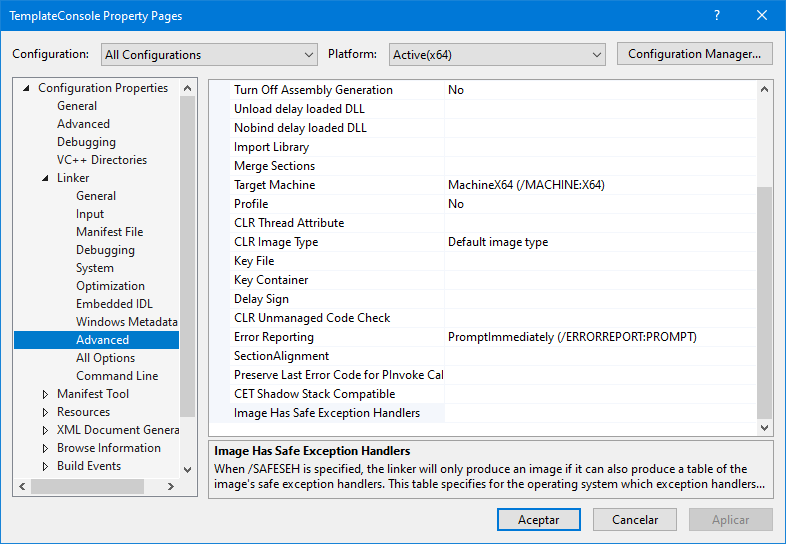 TemplateConsole Property Pages
Configuration: All Configurations Platform: Active(x64) Configuration Manager...
Configuration Properties
General
Advanced
Debugging
VC++ Directories
Linker
General
Input
Manifest File
Debugging
System
Optimization
Embedded IDL
Windows Metadata
Advanced
All Options
Command Line
Manifest Tool
Resources
XML Document Genera
Browse Information
Build Events
Turn Off Assembly Generation No
Unload delay loaded DLL
Nobind delay loaded DLL
Import Library
Merge Sections
Target Machine MachineX64 (/MACHINE:X64)
Profile No
CLR Thread Attribute
CLR Image Type Default image type
Key File
Key Container
Delay Sign
CLR Unmanaged Code Check
Error Reporting PromptImmediately (/ERRORREPORT:PROMPT)
SectionAlignment
Preserve Last Error Code for PInvoke Cal
CET Shadow Stack Compatible
Image Has Safe Exception Handlers
Image Has Safe Exception Handlers
When /SAFESEH is specified, the linker will only produce an image if it can also produce a table of the
image's safe exception handlers. This table specifies for the operating system which exception handlers...
Aceptar Cancelar Aplicar